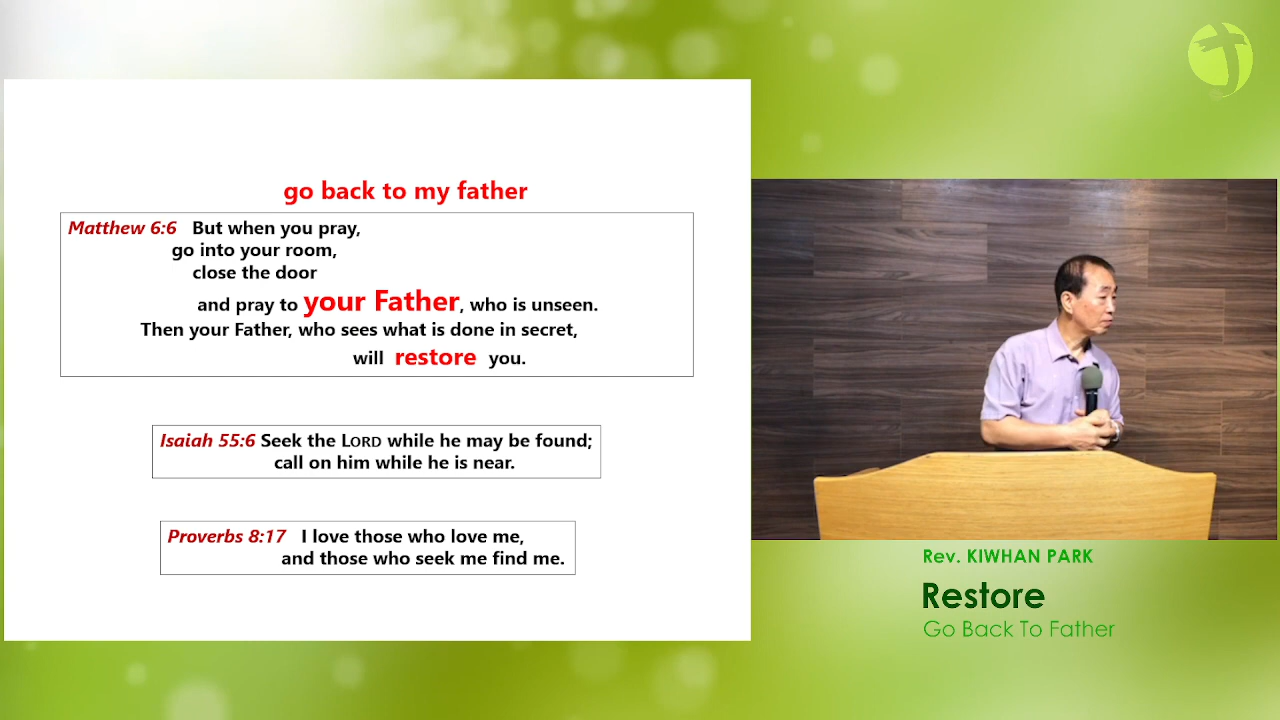 go back to my father
Matthew 6:6 But when you pray,
go into your room,
close the door
and pray to your Father, who is unseen.
Then your Father, who sees what is done in secret,
will restore you.
Isaiah 55:6 Seek the LORD while he may be found;
call on him while he is near.
Proverbs 8:17 I love those who love me,
and those who seek me find me.
Rev. KIWHAN PARK
Restore
Go Back To Father